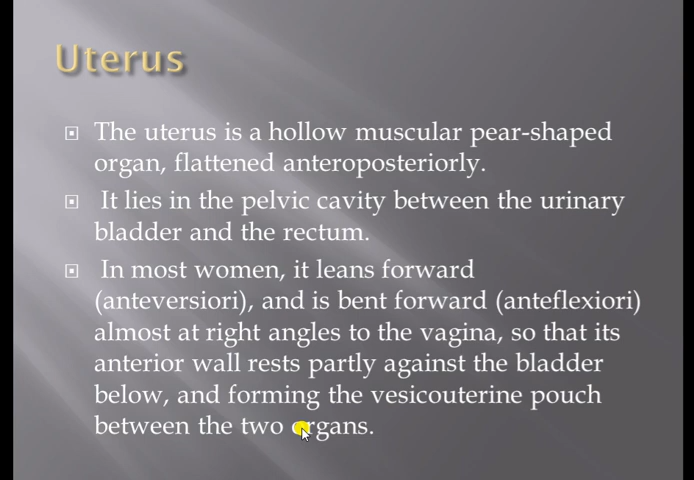 Uterus
The uterus is a hollow muscular pear-shaped
organ, flattened anteroposteriorly.
It lies in the pelvic cavity between the urinary
bladder and the rectum.
In most women, it leans forward
(anteversiori), and is bent forward (anteflexiori)
almost at right angles to the vagina, so that its
anterior wall rests partly against the bladder
below, and forming the vesicouterine pouch
between the two organs.